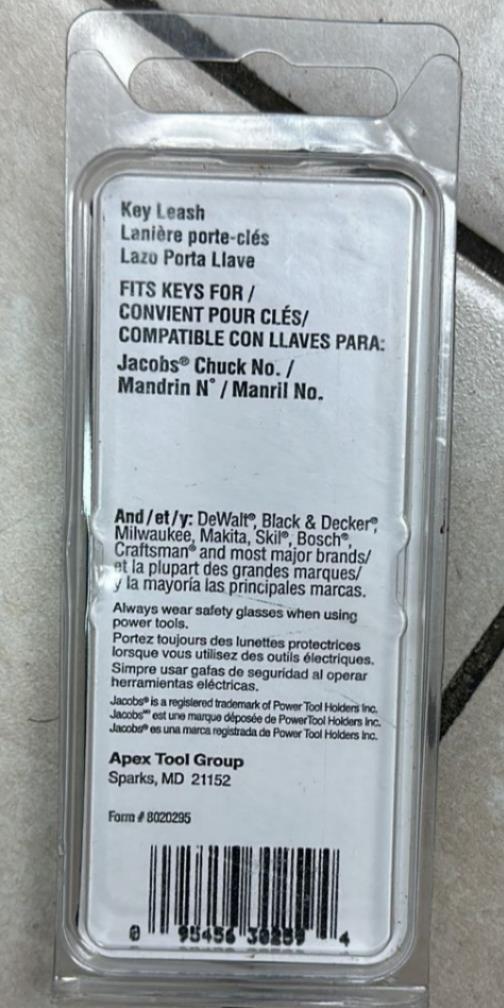 Key Leash
Lanière porte-clés
Lazo Porta Llave
FITS KEYS FOR /
CONVIENT POUR CLÉS/
COMPATIBLE CON LLAVES PARA:
Jacobs® Chuck No. /
Mandrin N° / Manril No.
And/et/y: DeWalt®, Black & Decker®,
Milwaukee, Makita, Skil®, Bosch®,
Craftsman® and most major brands/
et la plupart des grandes marques/
y la mayoría las principales marcas.
Always wear safety glasses when using
power tools.
Portez toujours des lunettes protectrices
lorsque vous utilisez des outils électriques.
Simpre usar gafas de seguridad al operar
herramientas eléctricas.
Jacobs® is a registered trademark of Power Tool Holders Inc.
Jacobs est une marque déposée de PowerTool Holders Inc.
Jacobs® es una marca registrada de Power Tool Holders Inc.
Apex Tool Group
Sparks, MD 21152
Form # 8020295
0 95456 30259 4